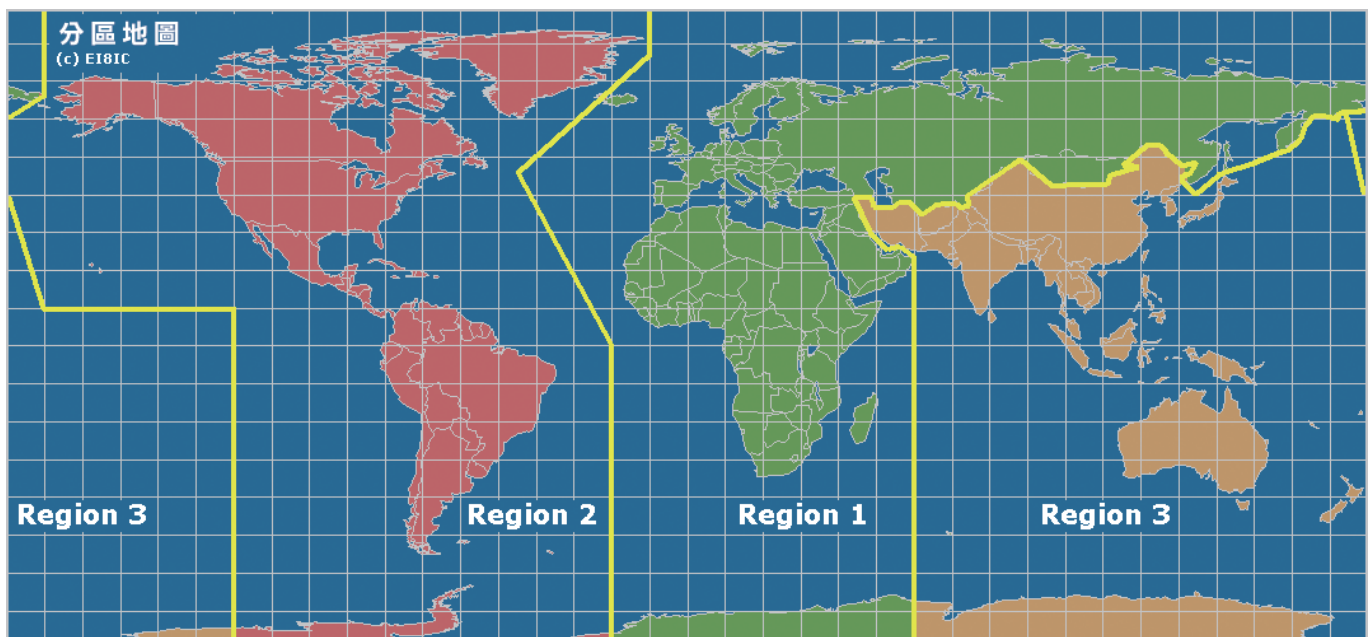 分區地圖
(c) EI8IC
Region 3
Region 2
Region 1
Region 3